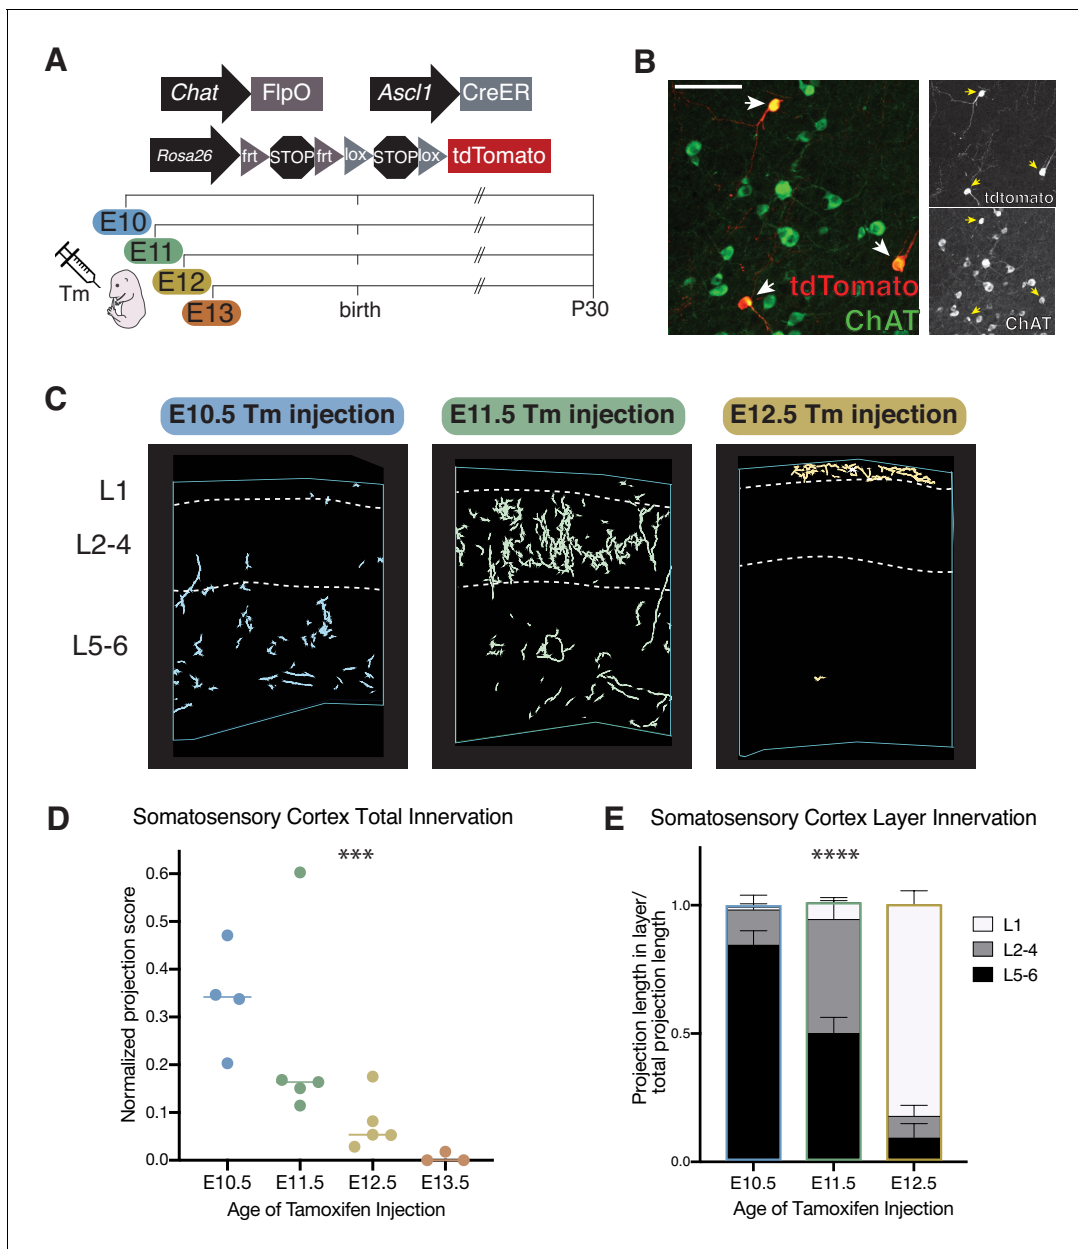 A
Chat
FlpO
Ascl1
CreER
Rosa26
frt
STOP
frt
lox
STOP
lox
tdTomato
E10
E11
E12
E13
Tm
birth
P30
B
tdTomato
ChAT
tdtomato
ChAT
C
E10.5 Tm injection
E11.5 Tm injection
E12.5 Tm injection
L1
L2-4
L5-6
D
Somatosensory Cortex Total Innervation
***
Normalized projection score
0.6
0.5
0.4
0.3
0.2
0.1
0.0
E10.5
E11.5
E12.5
E13.5
Age of Tamoxifen Injection
E
Somatosensory Cortex Layer Innervation
****
Projection length in layer/
total projection length
1.0
0.5
0.0
E10.5
E11.5
E12.5
Age of Tamoxifen Injection
L1
L2-4
L5-6